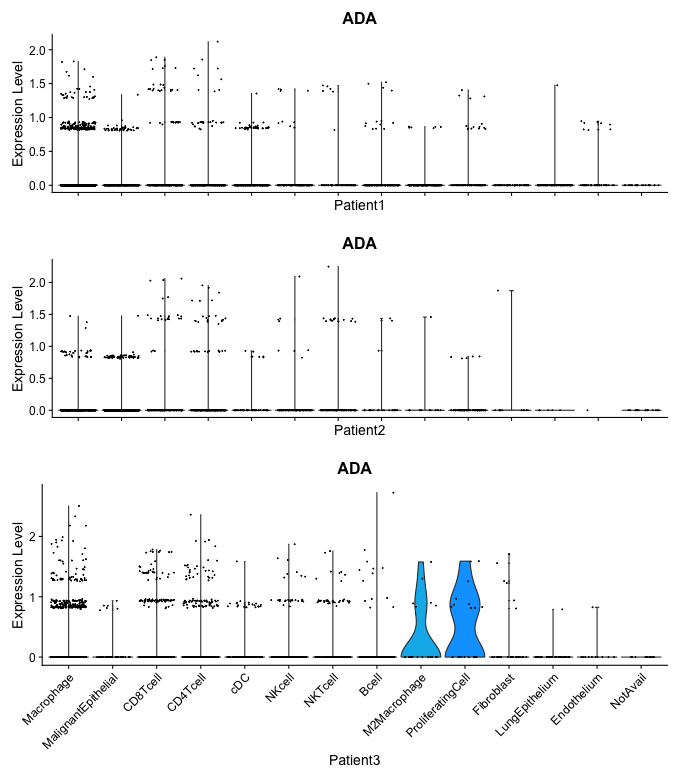 ADA
Expression Level
2.0
1.5
1.0
0.5
0.0
Patient1
ADA
Expression Level
2.0
1.5
1.0
0.5
0.0
Patient2
ADA
Expression Level
2
1
0
Macrophage
MalignantEpithelial
CD8Tcell
CD4Tcell
cDC
NKcell
NKTcell
Bcell
M2Macrophage
ProliferatingCell
Fibroblast
LungEpithelium
Endothelium
NotAvail
Patient3